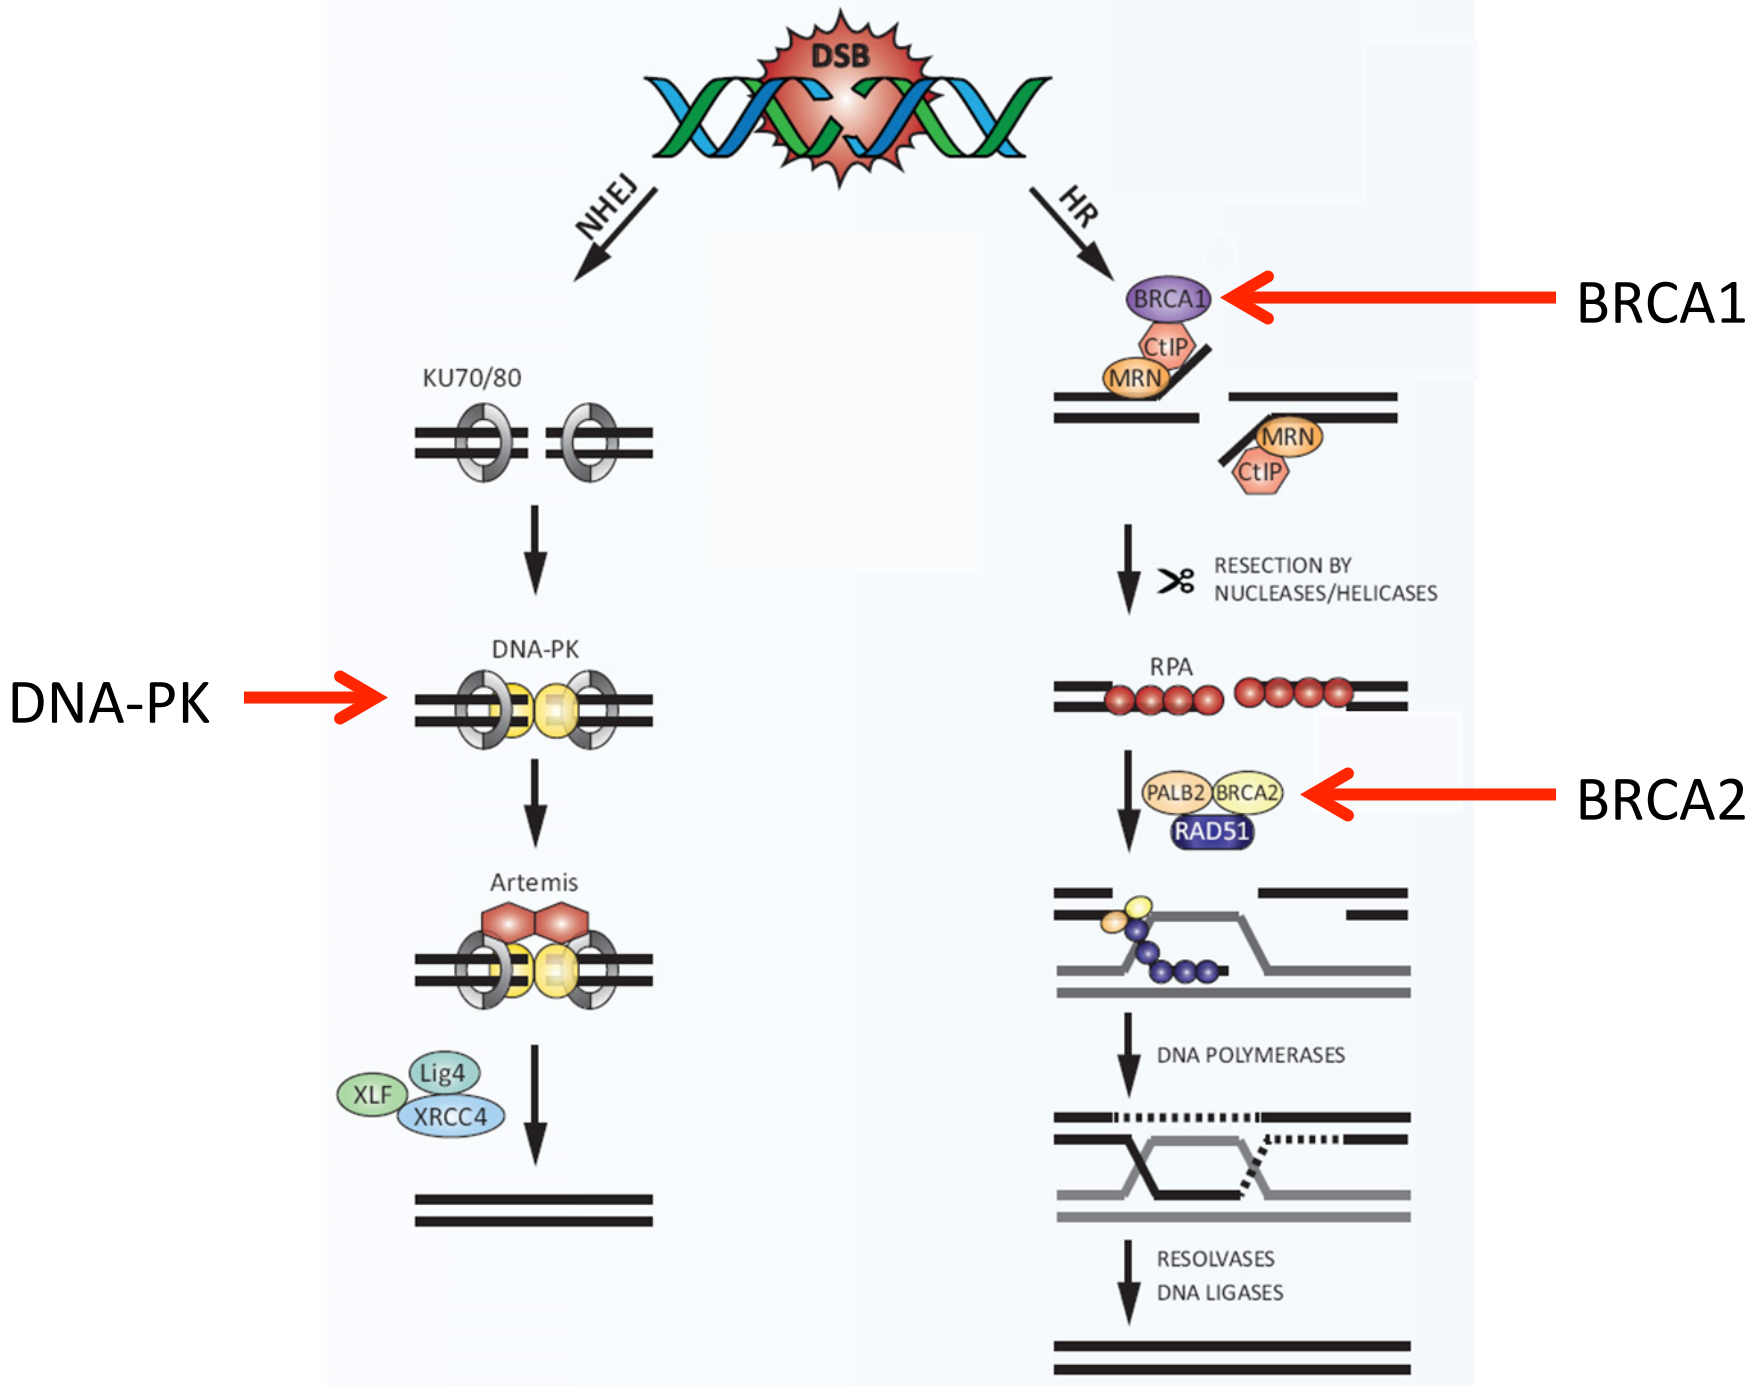 DSB
NHEJ
HR
BRCA1
BRCA1
CtIP
MRN
KU70/80
MRN
CtIP
RESECTION BY
NUCLEASES/HELICASES
DNA-PK
RPA
DNA-PK
PALB2
BRCA2
BRCA2
RAD51
Artemis
DNA POLYMERASES
Lig4
XLF
XRCC4
RESOLVASES
DNA LIGASES